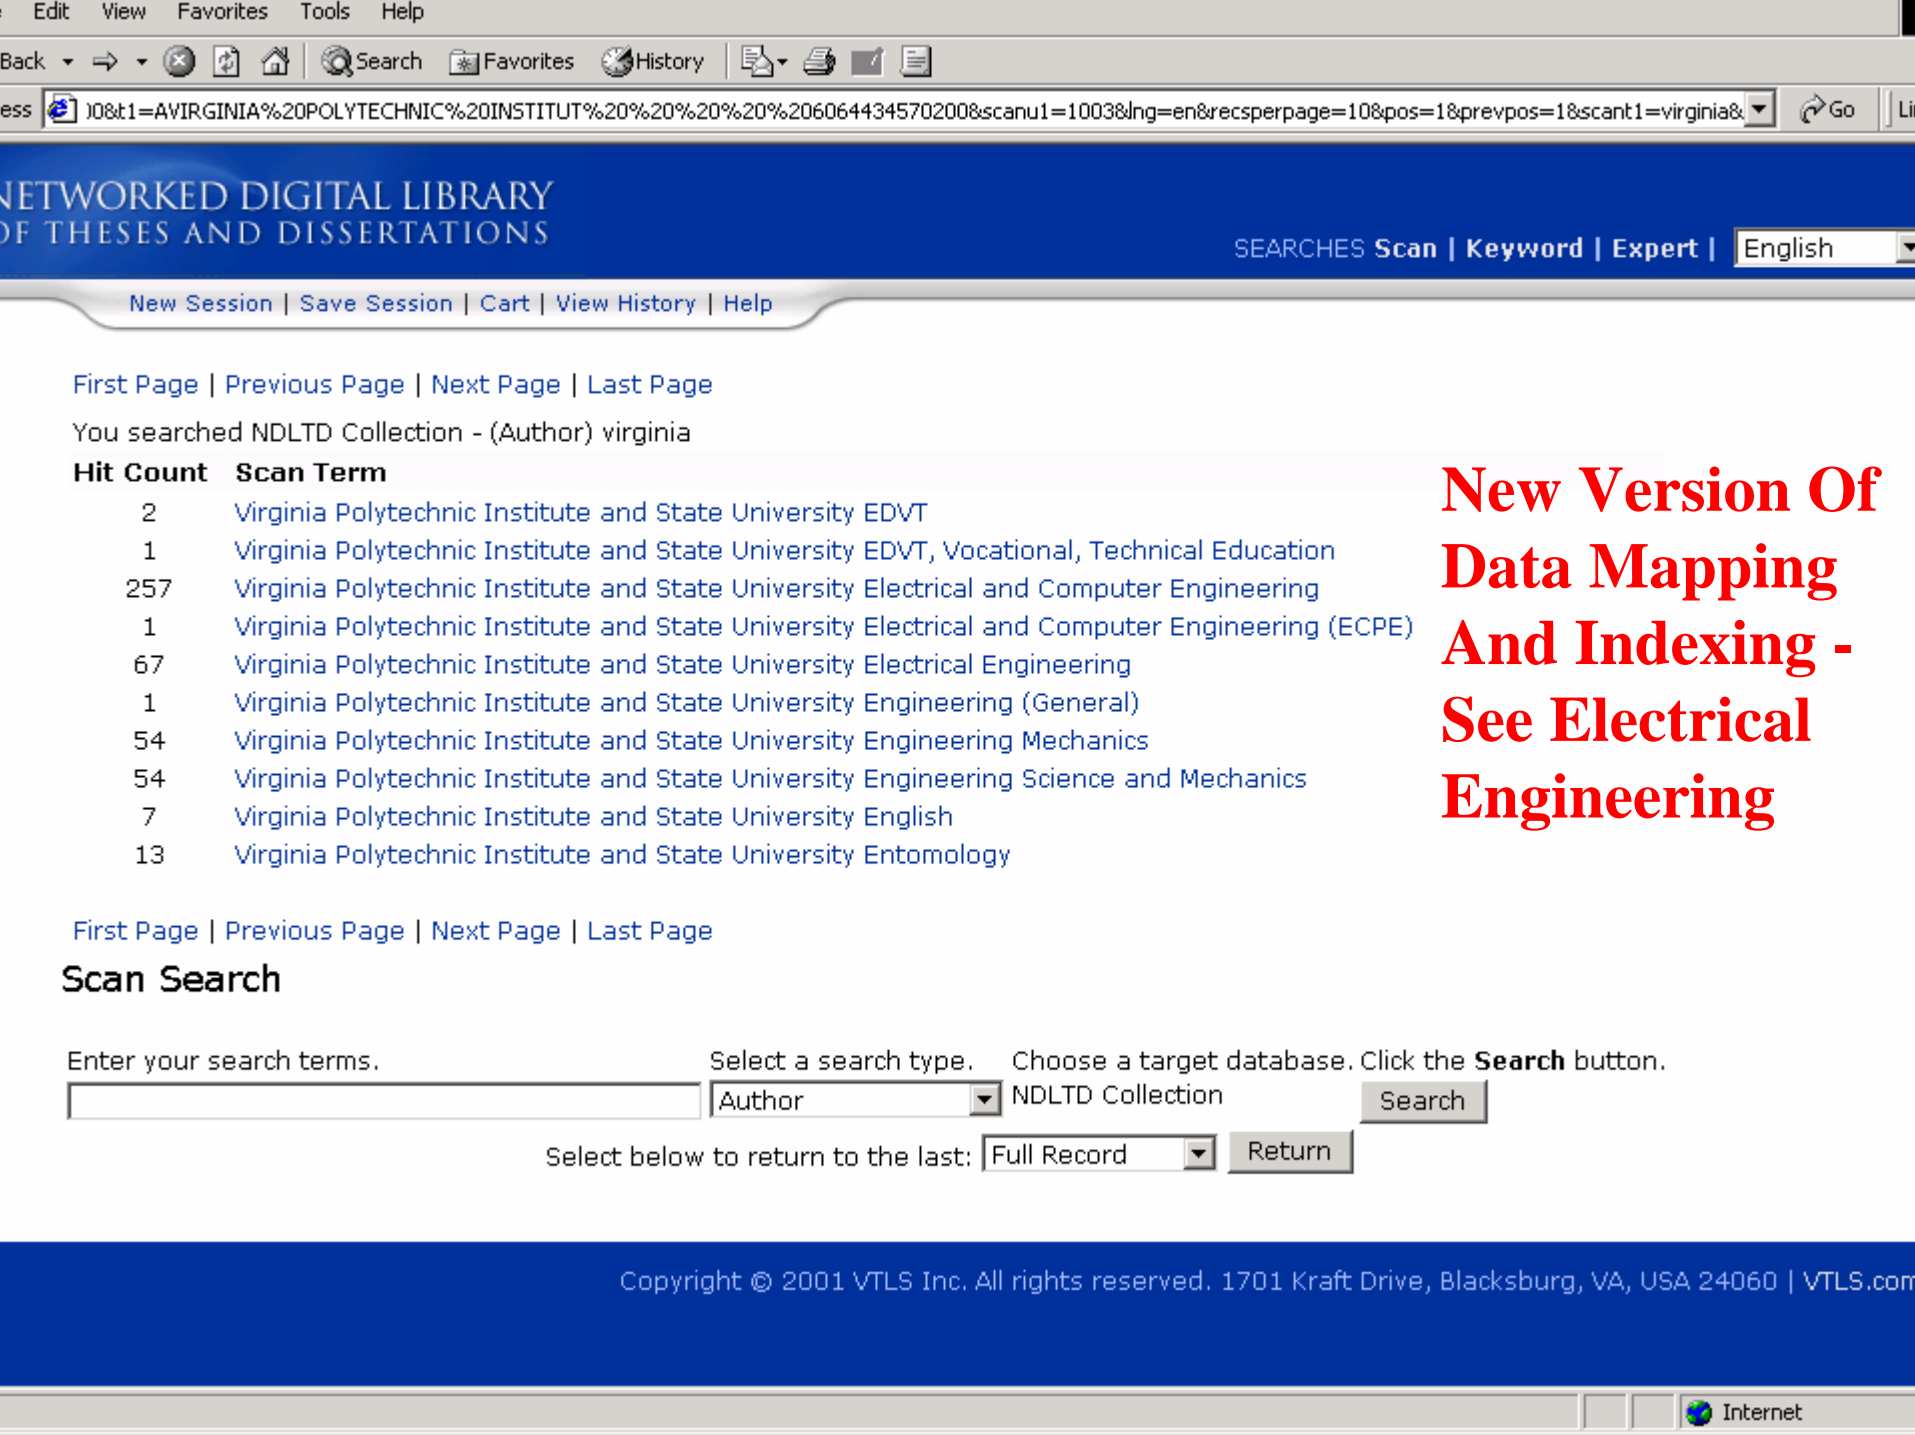 Edit View Favorites Tools Help
Back Search Favorites History
ess )0&t1=AVIRGINIA%20POLYTECHNIC%20INSTITUT%20%20%20%20%206064434570200&scanu1=1003&lng=en&recsperpage=10&pos=1&prevpos=1&scant1=virginia& Go Li
NETWORKED DIGITAL LIBRARY
OF THESES AND DISSERTATIONS
SEARCHES Scan | Keyword | Expert | English
New Session | Save Session | Cart | View History | Help
First Page | Previous Page | Next Page | Last Page
You searched NDLTD Collection - (Author) virginia
Hit Count Scan Term
2 Virginia Polytechnic Institute and State University EDVT
1 Virginia Polytechnic Institute and State University EDVT, Vocational, Technical Education
257 Virginia Polytechnic Institute and State University Electrical and Computer Engineering
1 Virginia Polytechnic Institute and State University Electrical and Computer Engineering (ECPE)
67 Virginia Polytechnic Institute and State University Electrical Engineering
1 Virginia Polytechnic Institute and State University Engineering (General)
54 Virginia Polytechnic Institute and State University Engineering Mechanics
54 Virginia Polytechnic Institute and State University Engineering Science and Mechanics
7 Virginia Polytechnic Institute and State University English
13 Virginia Polytechnic Institute and State University Entomology
New Version Of
Data Mapping
And Indexing -
See Electrical
Engineering
First Page | Previous Page | Next Page | Last Page
Scan Search
Enter your search terms. Select a search type. Choose a target database. Click the Search button.
Author NDLTD Collection Search
Select below to return to the last: Full Record Return
Copyright © 2001 VTLS Inc. All rights reserved. 1701 Kraft Drive, Blacksburg, VA, USA 24060 | VTLS.com
Internet